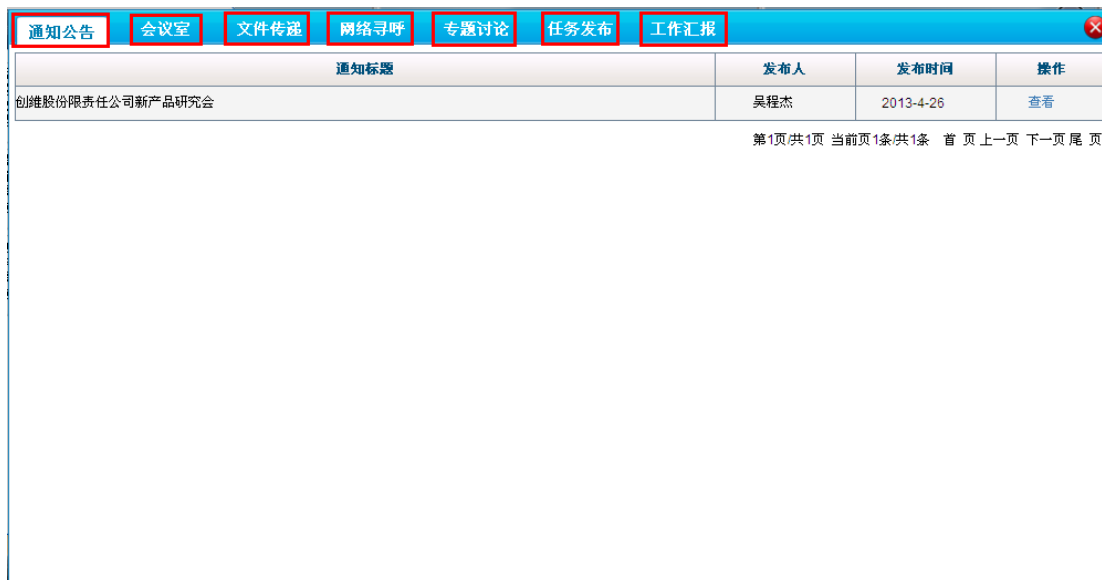 通知公告 会议室 文件传递 网络寻呼 专题讨论 任务发布 工作汇报
通知标题 发布人 发布时间 操作
创维股份限责任公司新产品研究会 吴程杰 2013-4-26 查看
第1页/共1页 当前页1条/共1条 首 页 上一页 下一页 尾 页